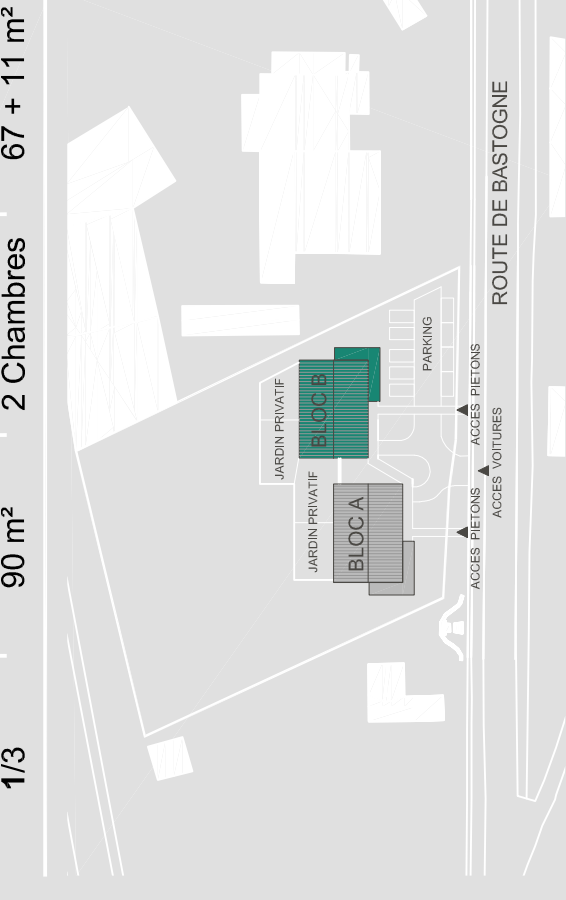 1/3
90 m²
2 Chambres
67 + 11 m²
JARDIN PRIVATIF
BLOC B
JARDIN PRIVATIF
BLOC A
PARKING
ACCES PIETONS
ACCES PIETONS
ACCES VOITURES
ROUTE DE BASTOGNE